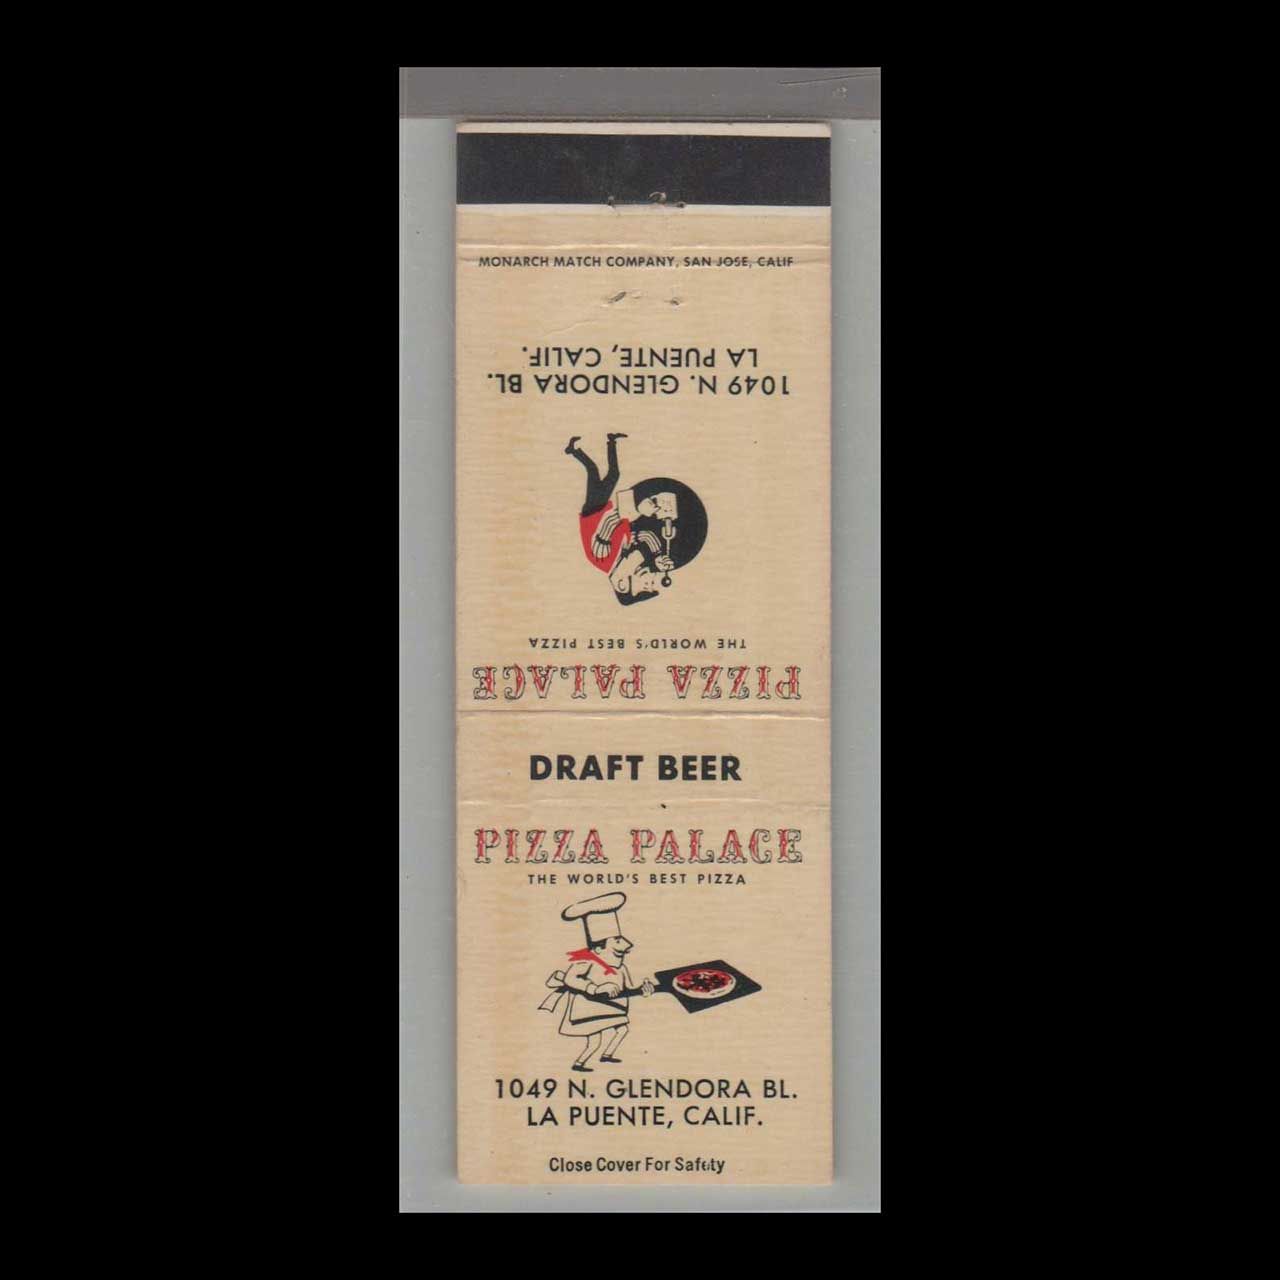 MONARCH MATCH COMPANY, SAN JOSE, CALIF
PIZZA PALACE
THE WORLD'S BEST PIZZA
1049 N. GLENDORA BL.
LA PUENTE, CALIF.
DRAFT BEER
PIZZA PALACE
THE WORLD'S BEST PIZZA
1049 N. GLENDORA BL.
LA PUENTE, CALIF.
Close Cover For Safety